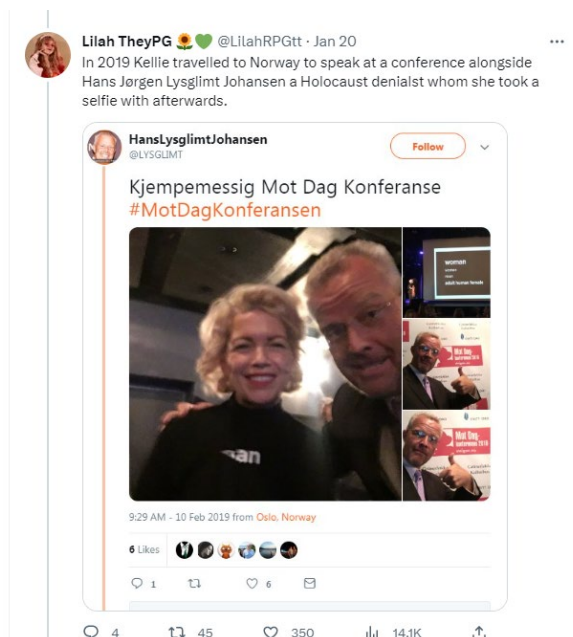 Lilah TheyPG 🌻💚 @LilahRPGtt · Jan 20
In 2019 Kellie travelled to Norway to speak at a conference alongside
Hans Jørgen Lysglimt Johansen a Holocaust denialst whom she took a
selfie with afterwards.
HansLysglimtJohansen
@LYSGLIMT
Follow
Kjempemessig Mot Dag Konferanse
#MotDagKonferansen
woman
adult human female
an
Mot Dag-
Mot Dag-
konferansen 2018
9:29 AM - 10 Feb 2019 from Oslo, Norway
6 Likes
1
6
4
45
350
14.1K